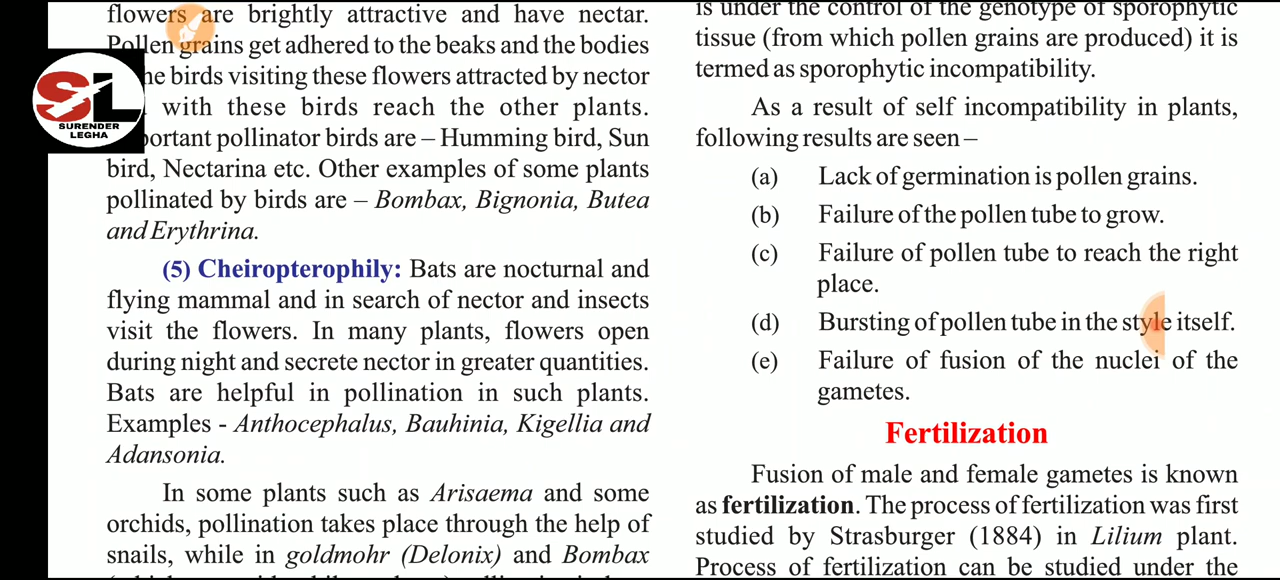 flowers are brightly attractive and have nectar.
Pollen grains get adhered to the beaks and the bodies
he birds visiting these flowers attracted by nector
with these birds reach the other plants.
portant pollinator birds are – Humming bird, Sun
bird, Nectarina etc. Other examples of some plants
pollinated by birds are – Bombax, Bignonia, Butea
and Erythrina.
(5) Cheiropterophily: Bats are nocturnal and
flying mammal and in search of nector and insects
visit the flowers. In many plants, flowers open
during night and secrete nector in greater quantities.
Bats are helpful in pollination in such plants.
Examples - Anthocephalus, Bauhinia, Kigellia and
Adansonia.
In some plants such as Arisaema and some
orchids, pollination takes place through the help of
snails, while in goldmohr (Delonix) and Bombax
SL
SURENDER
LEGHA
is under the control of the genotype of sporophytic
tissue (from which pollen grains are produced) it is
termed as sporophytic incompatibility.
As a result of self incompatibility in plants,
following results are seen –
(a) Lack of germination is pollen grains.
(b) Failure of the pollen tube to grow.
(c) Failure of pollen tube to reach the right
place.
(d) Bursting of pollen tube in the style itself.
(e) Failure of fusion of the nuclei of the
gametes.
Fertilization
Fusion of male and female gametes is known
as fertilization. The process of fertilization was first
studied by Strasburger (1884) in Lilium plant.
Process of fertilization can be studied under the